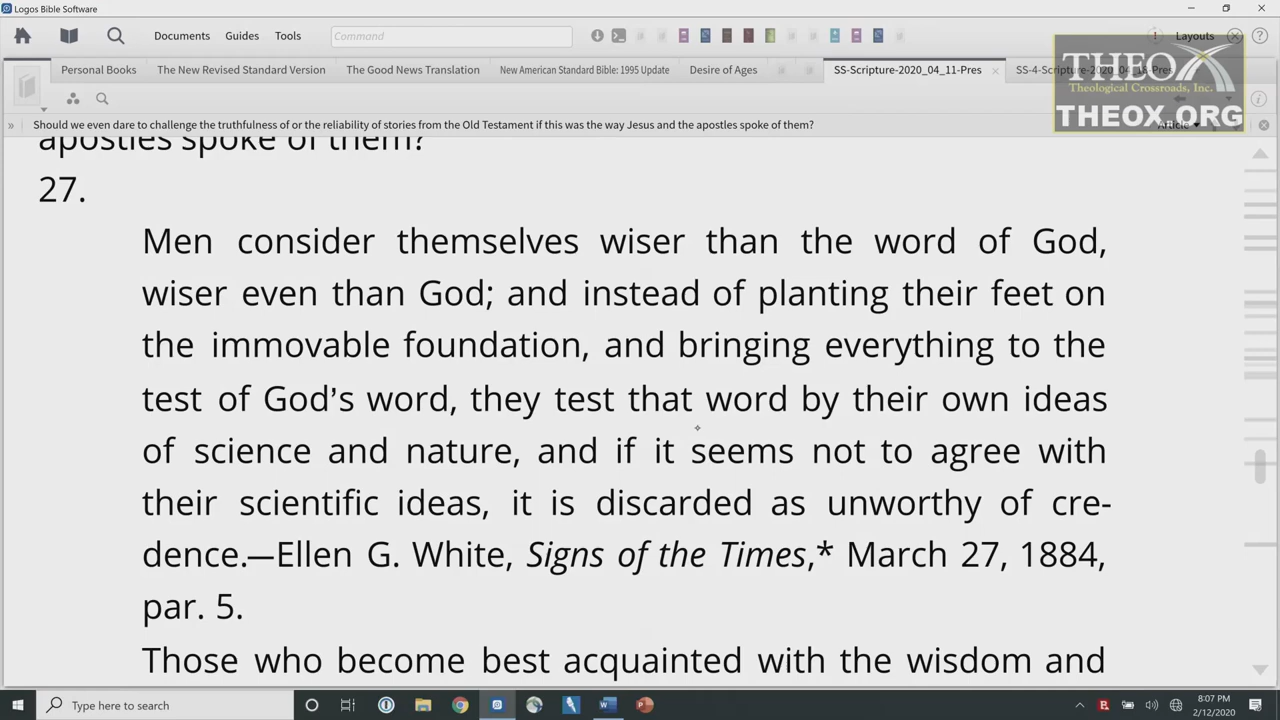 Logos Bible Software
Documents Guides Tools Command Layouts
Personal Books The New Revised Standard Version New American Standard Bible: 1995 Update Desire of Ages SS-Scripture-2020_04_11-Pres SS-4-Scripture-2020_04_18-Pres
THEOX
Theological Crossroads, Inc.
THEOX.ORG
Article
» Should we even dare to challenge the truthfulness of or the reliability of stories from the Old Testament if this was the way Jesus and the apostles spoke of them?
apostles spoke of them?
27.
Men consider themselves wiser than the word of God,
wiser even than God; and instead of planting their feet on
the immovable foundation, and bringing everything to the
test of God’s word, they test that word by their own ideas
of science and nature, and if it seems not to agree with
their scientific ideas, it is discarded as unworthy of cre-
dence.—Ellen G. White, Signs of the Times,* March 27, 1884,
par. 5.
Those who become best acquainted with the wisdom and
Type here to search
8:07 PM
2/12/2020